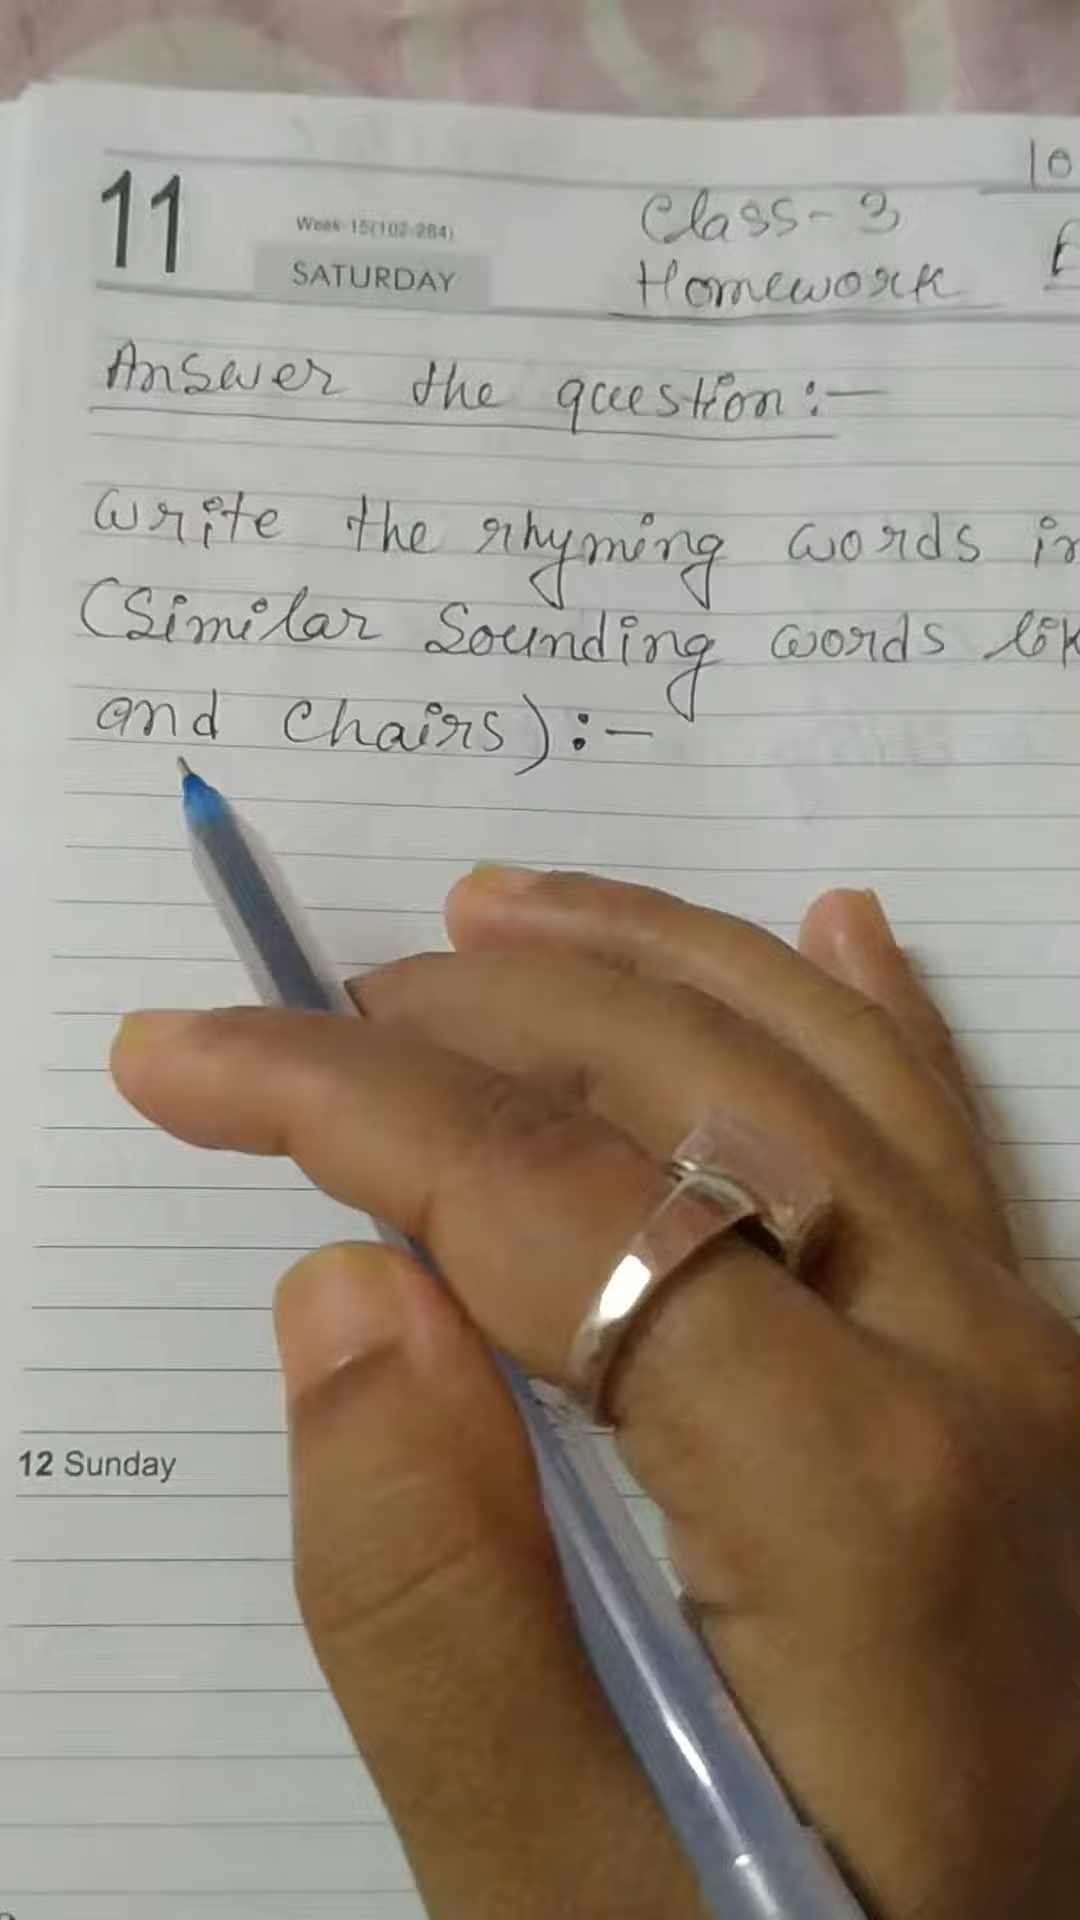 11
Week-15(102-264)
SATURDAY
10
Class-3
Homework
Answer the question:-
Write the rhyming words
(Similar Sounding words
and Chairs):-
12 Sunday